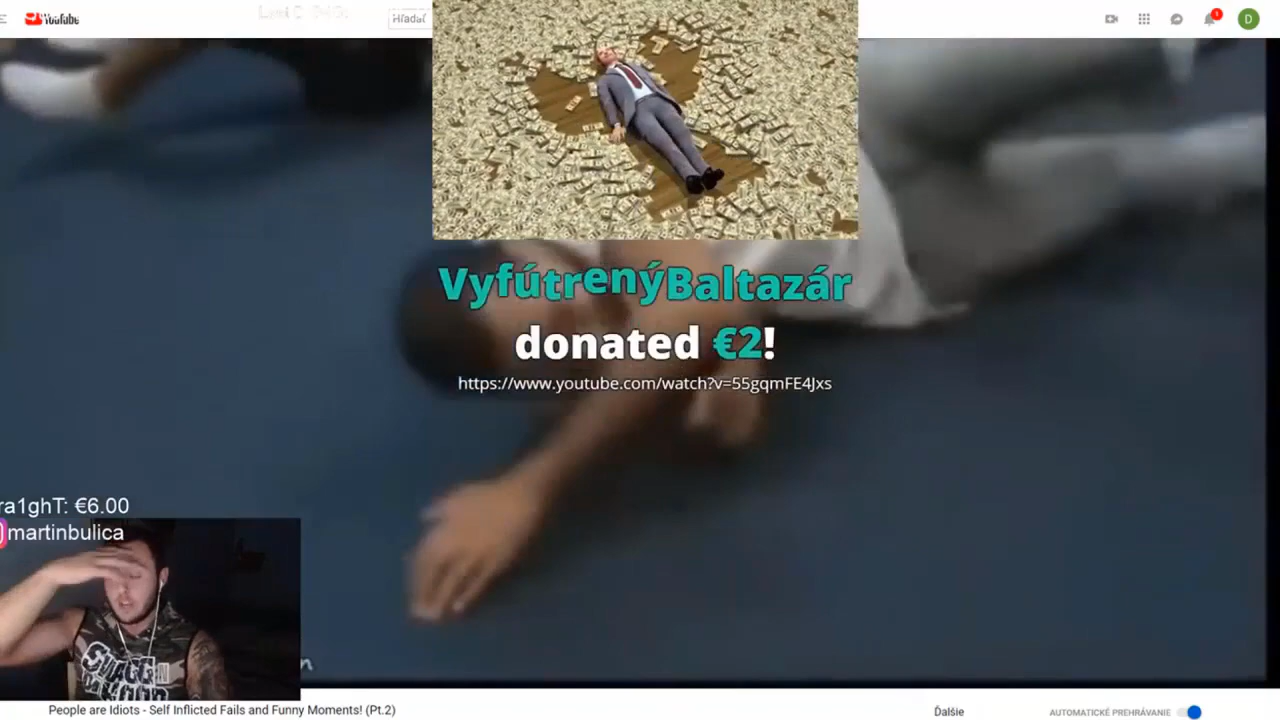 YouTube
Hľadať
1
D
VyfútrenýBaltazár
donated €2!
https://www.youtube.com/watch?v=55gqmFE4Jxs
ra1ghT: €6.00
martinbulica
People are Idiots - Self Inflicted Fails and Funny Moments! (Pt.2)
Ďalšie
AUTOMATICKÉ PREHRÁVANIE